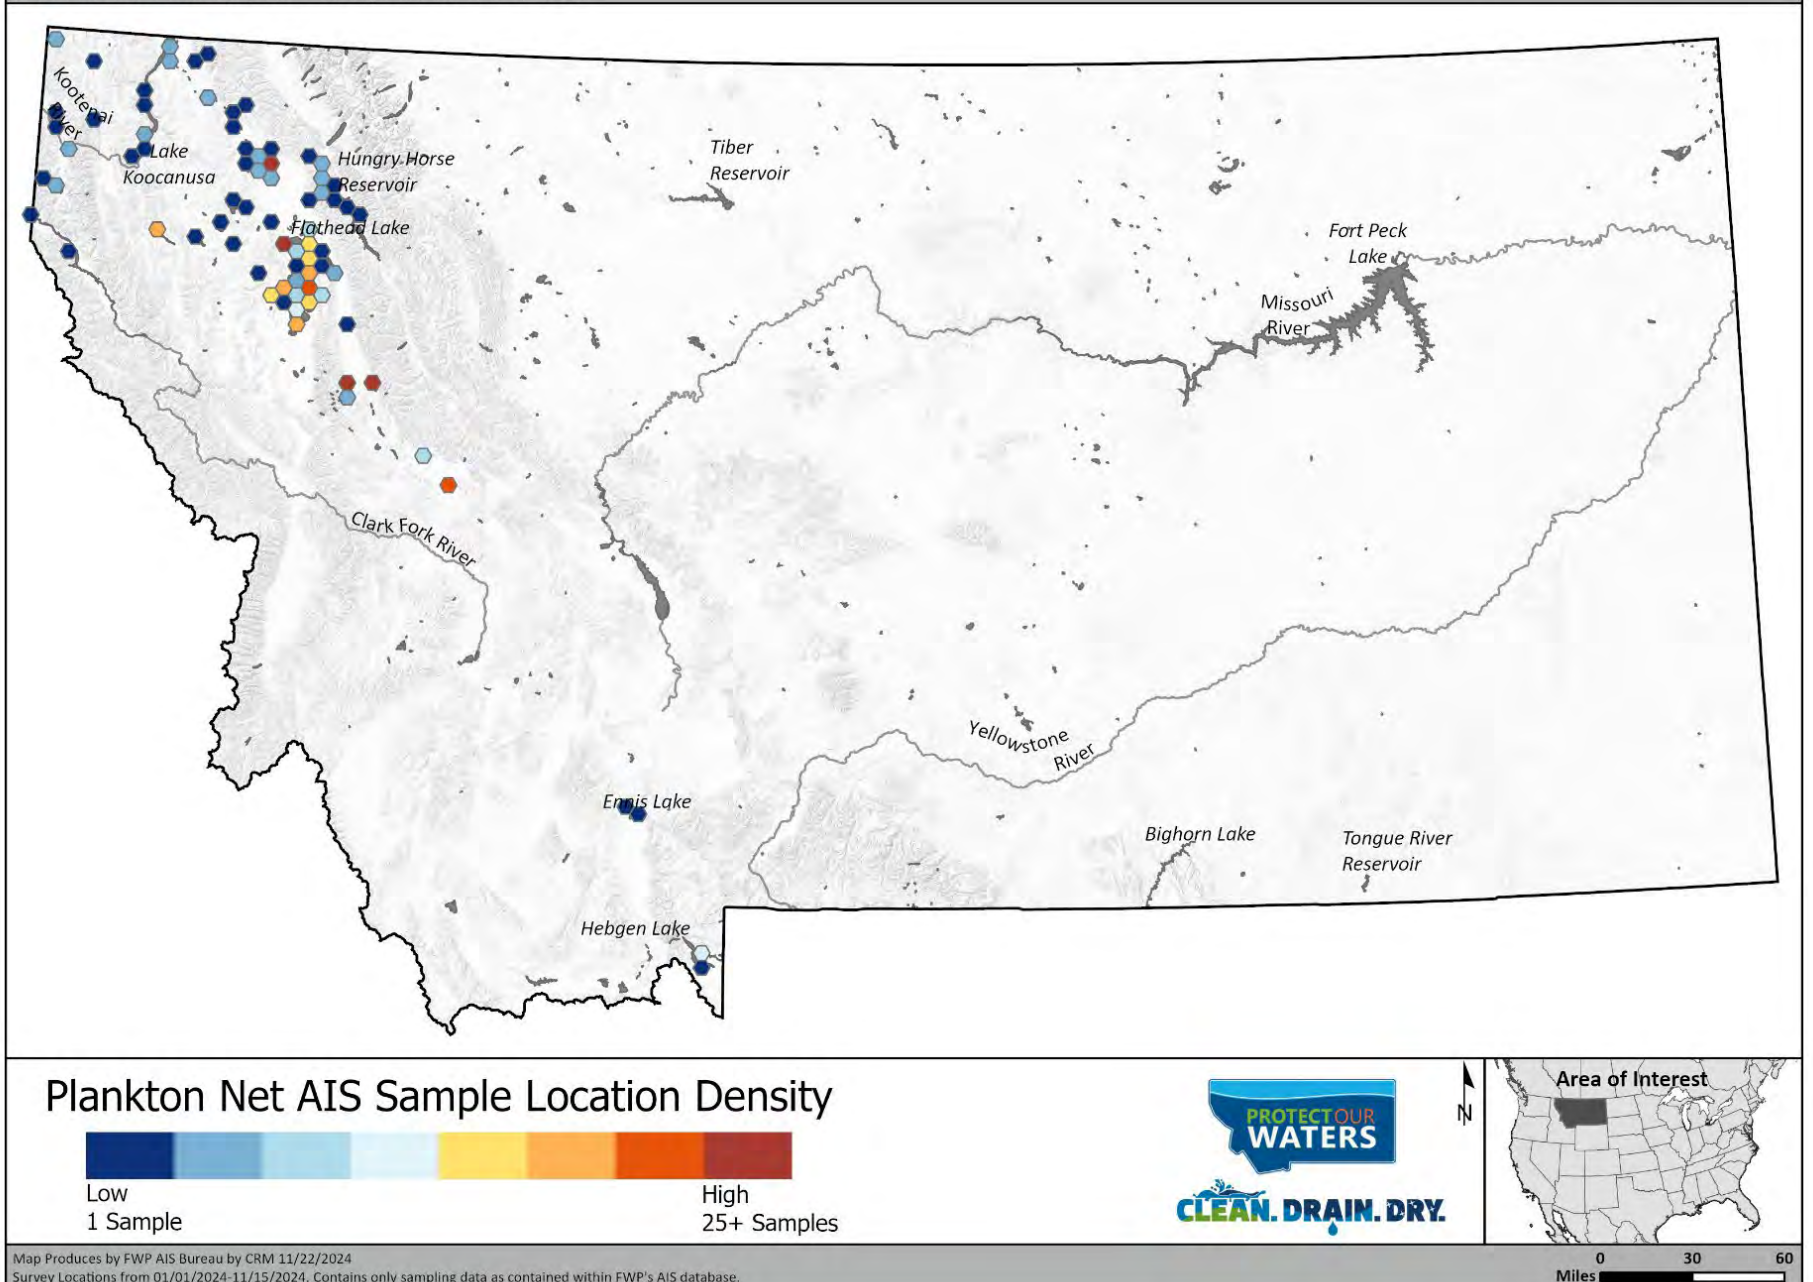 Kootenai
River
Lake
Koocanusa
Hungry Horse
Reservoir
Flathead Lake
Tiber
Reservoir
Fort Peck
Lake
Missouri
River
Clark Fork River
Yellowstone
River
Ennis Lake
Bighorn Lake
Tongue River
Reservoir
Hebgen Lake
Plankton Net AIS Sample Location Density
Low
1 Sample
High
25+ Samples
PROTECT OUR
WATERS
CLEAN. DRAIN. DRY.
N
Area of Interest
Map Produces by FWP AIS Bureau by CRM 11/22/2024
Survey Locations from 01/01/2024-11/15/2024. Contains only sampling data as contained within FWP's AIS database.
0 30 60
Miles